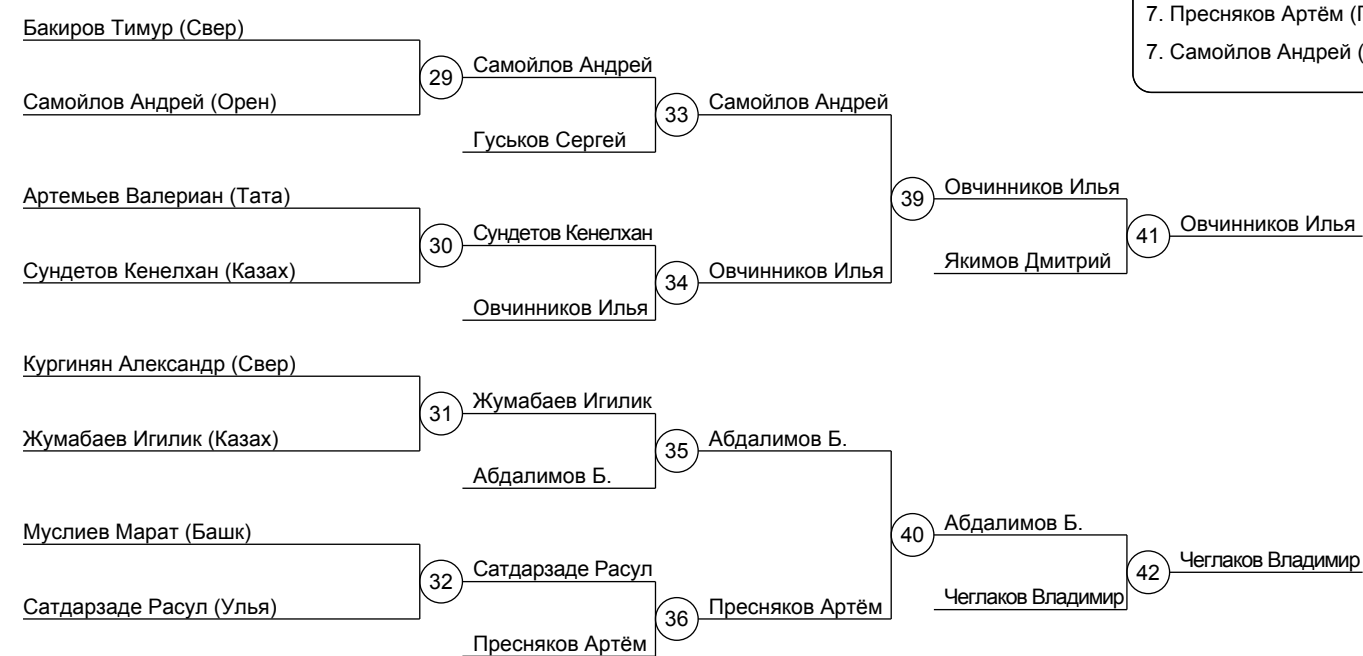 7. Пресняков Артём (
7. Самойлов Андрей (
Бакиров Тимур (Свер)
29
Самойлов Андрей
Самойлов Андрей (Орен)
33
Самойлов Андрей
Гуськов Сергей
Артемьев Валериан (Тата)
39
Овчинников Илья
30
Сундетов Кенелхан
41
Овчинников Илья
Сундетов Кенелхан (Казах)
34
Овчинников Илья
Якимов Дмитрий
Овчинников Илья
Кургинян Александр (Свер)
31
Жумабаев Игилик
Жумабаев Игилик (Казах)
35
Абдалимов Б.
Абдалимов Б.
Муслиев Марат (Башк)
40
Абдалимов Б.
32
Сатдарзаде Расул
42
Чеглаков Владимир
Сатдарзаде Расул (Улья)
36
Пресняков Артём
Чеглаков Владимир
Пресняков Артём